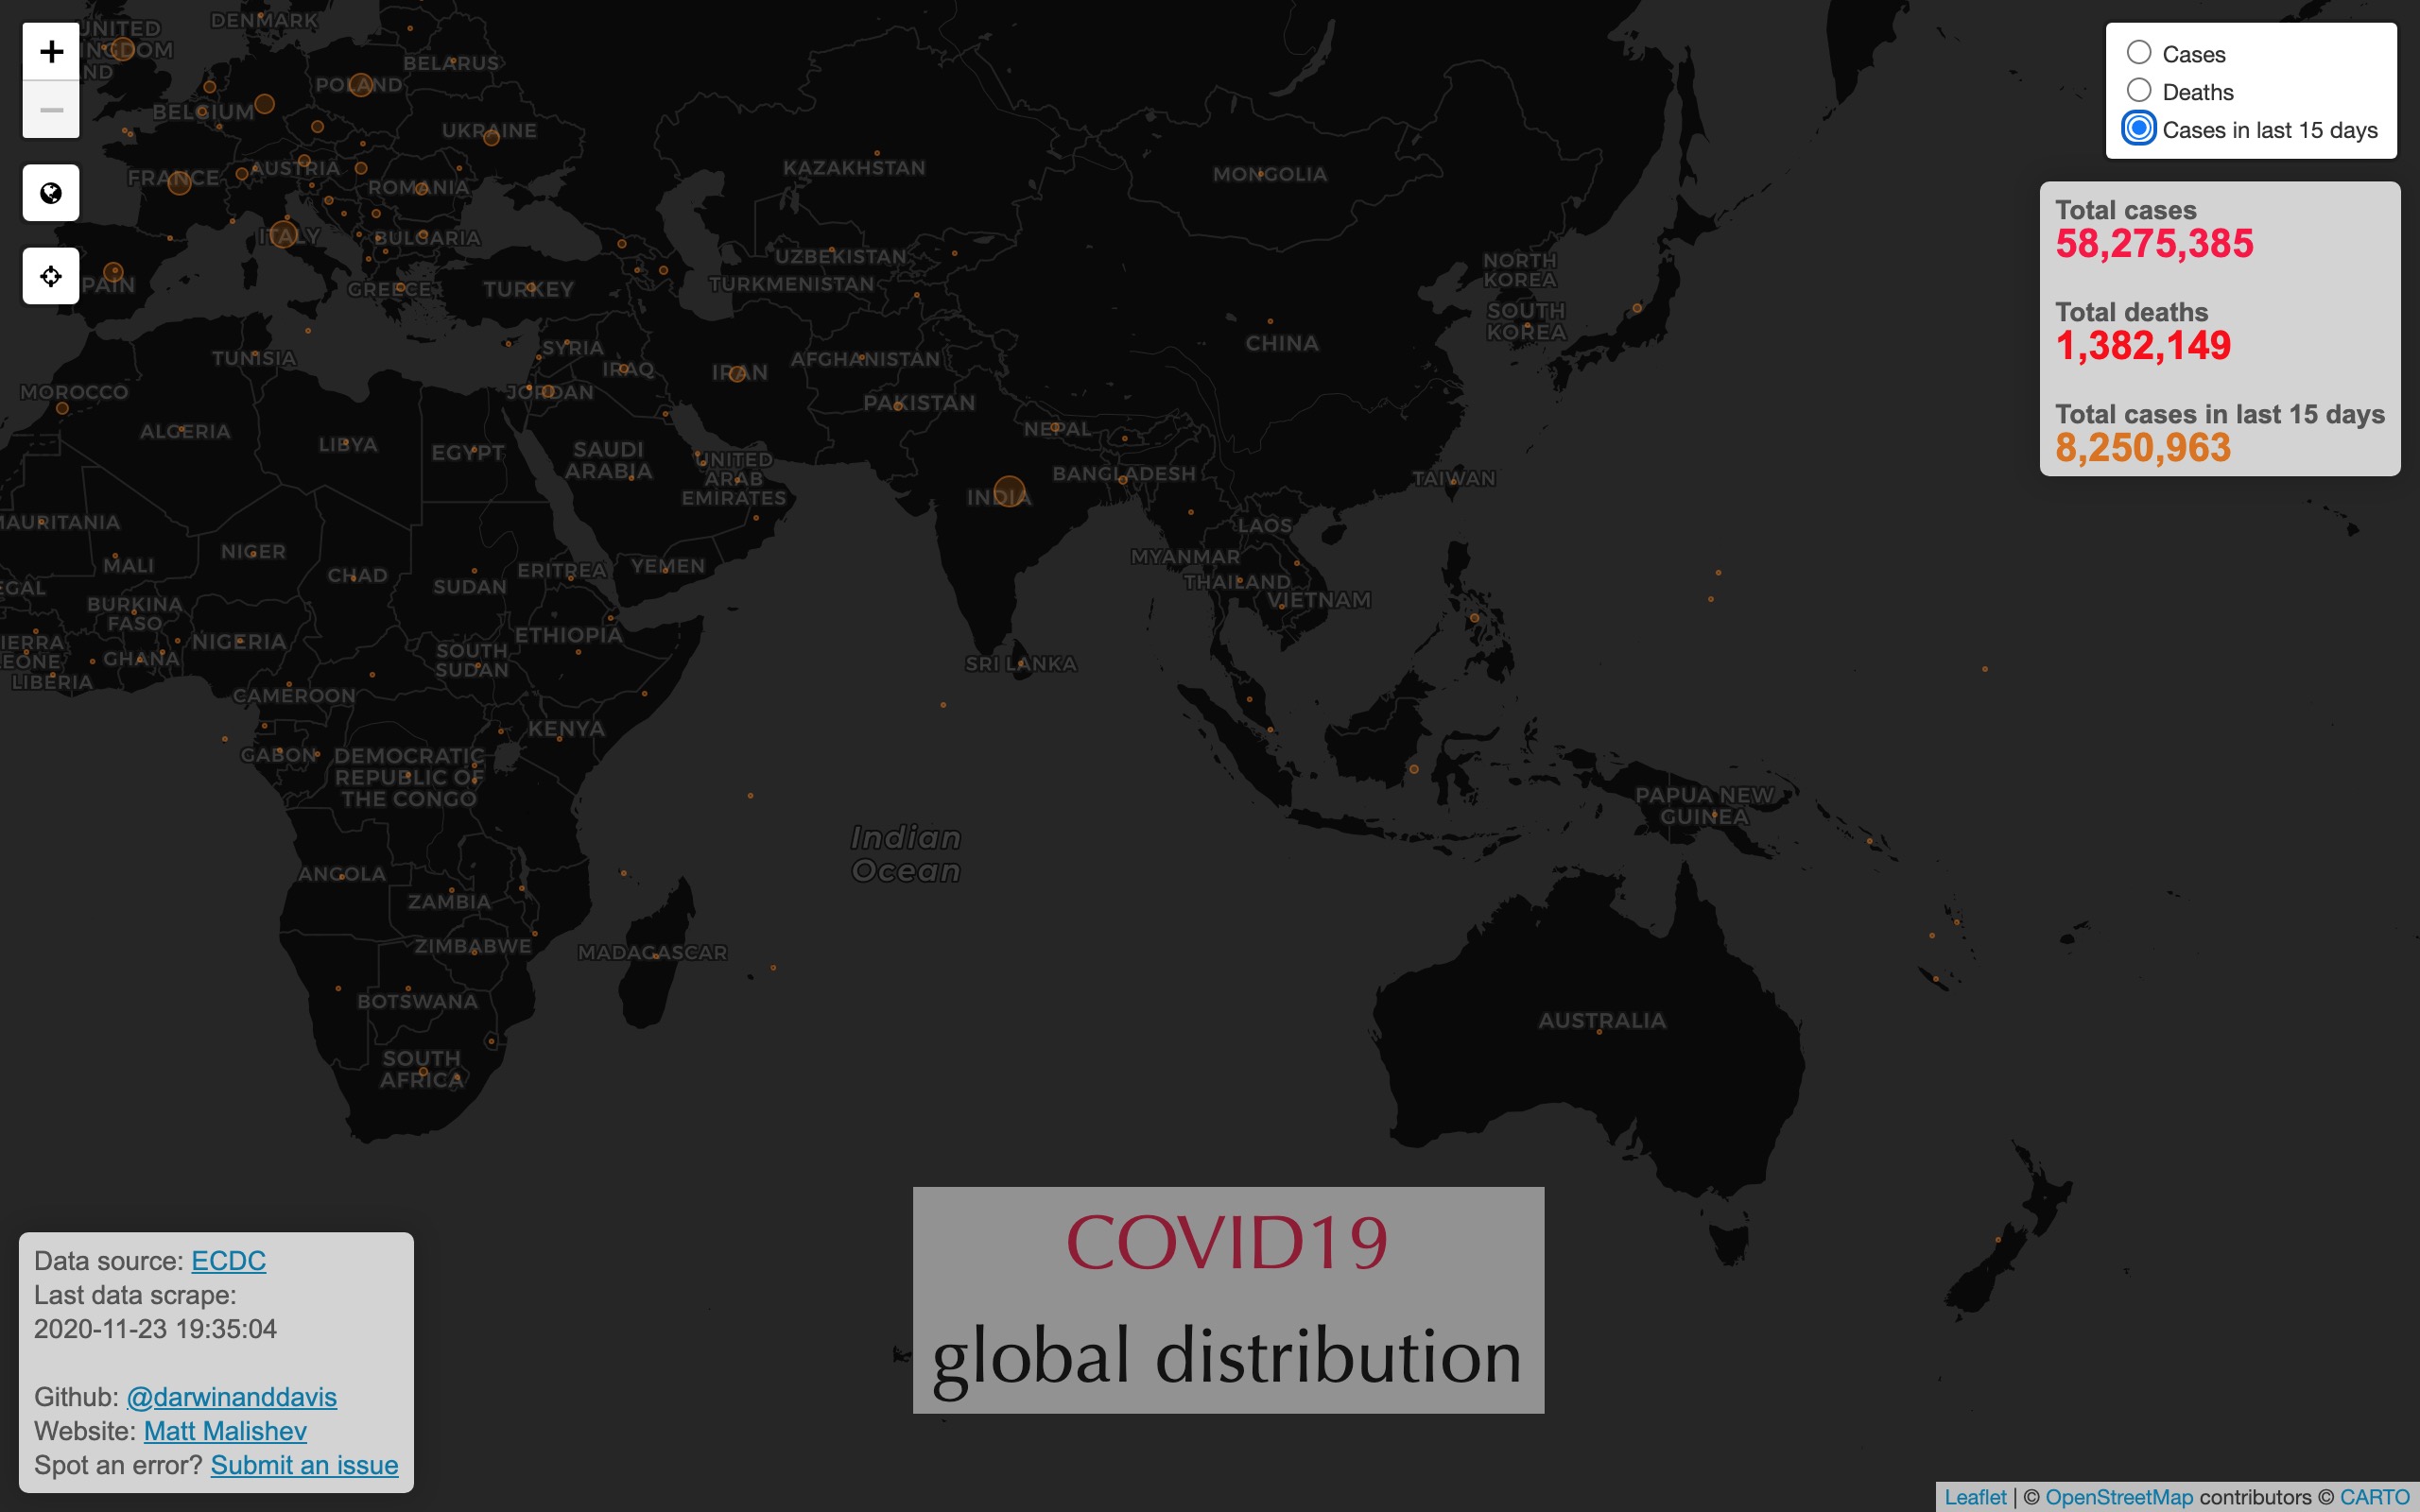 DENMARK
UNITED
INGDOM
ND
+
−
BELARUS
POLAND
BELGIUM
UKRAINE
FRANCE
AUSTRIA
ROMANIA
ITALY
BULGARIA
PAIN
GREECE
TURKEY
KAZAKHSTAN
MONGOLIA
UZBEKISTAN
TURKMENISTAN
NORTH
KOREA
SOUTH
KOREA
CHINA
TUNISIA
SYRIA
IRAQ
IRAN
AFGHANISTAN
MOROCCO
JORDAN
PAKISTAN
ALGERIA
LIBYA
EGYPT
SAUDI
ARABIA
UNITED
ARAB
EMIRATES
NEPAL
BANGLADESH
INDIA
TAIWAN
MAURITANIA
MALI
NIGER
CHAD
SUDAN
ERITREA
YEMEN
LAOS
MYANMAR
THAILAND
VIETNAM
EGAL
BURKINA
FASO
IERRA
EONE
GHANA
NIGERIA
ETHIOPIA
SOUTH
SUDAN
LIBERIA
CAMEROON
SRI LANKA
KENYA
GABON
DEMOCRATIC
REPUBLIC OF
THE CONGO
PAPUA NEW
GUINEA
Indian
Ocean
ANGOLA
ZAMBIA
ZIMBABWE
MADAGASCAR
BOTSWANA
AUSTRALIA
SOUTH
AFRICA
Cases
Deaths
Cases in last 15 days
Total cases
58,275,385
Total deaths
1,382,149
Total cases in last 15 days
8,250,963
COVID19
global distribution
Data source: ECDC
Last data scrape:
2020-11-23 19:35:04
Github: @darwinanddavis
Website: Matt Malishev
Spot an error? Submit an issue
Leaflet | © OpenStreetMap contributors © CARTO